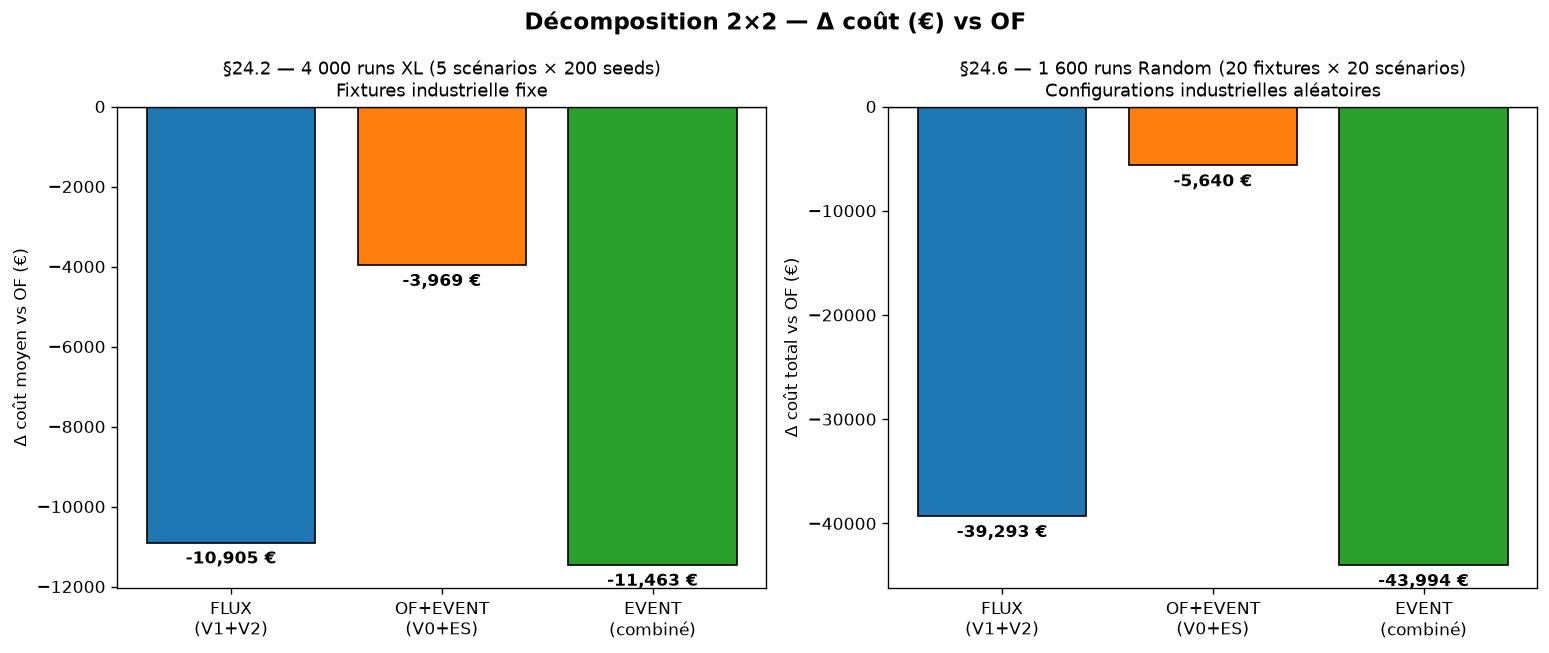 Décomposition 2×2 — Δ coût (€) vs OF
§24.2 — 4 000 runs XL (5 scénarios × 200 seeds)
Fixtures industrielle fixe
Δ coût moyen vs OF (€)
0
−2000
−4000
−6000
−8000
−10000
−12000
-10,905 €
-3,969 €
-11,463 €
FLUX
(V1+V2)
OF+EVENT
(V0+ES)
EVENT
(combiné)
§24.6 — 1 600 runs Random (20 fixtures × 20 scénarios)
Configurations industrielles aléatoires
Δ coût total vs OF (€)
0
−10000
−20000
−30000
−40000
-39,293 €
-5,640 €
-43,994 €
FLUX
(V1+V2)
OF+EVENT
(V0+ES)
EVENT
(combiné)